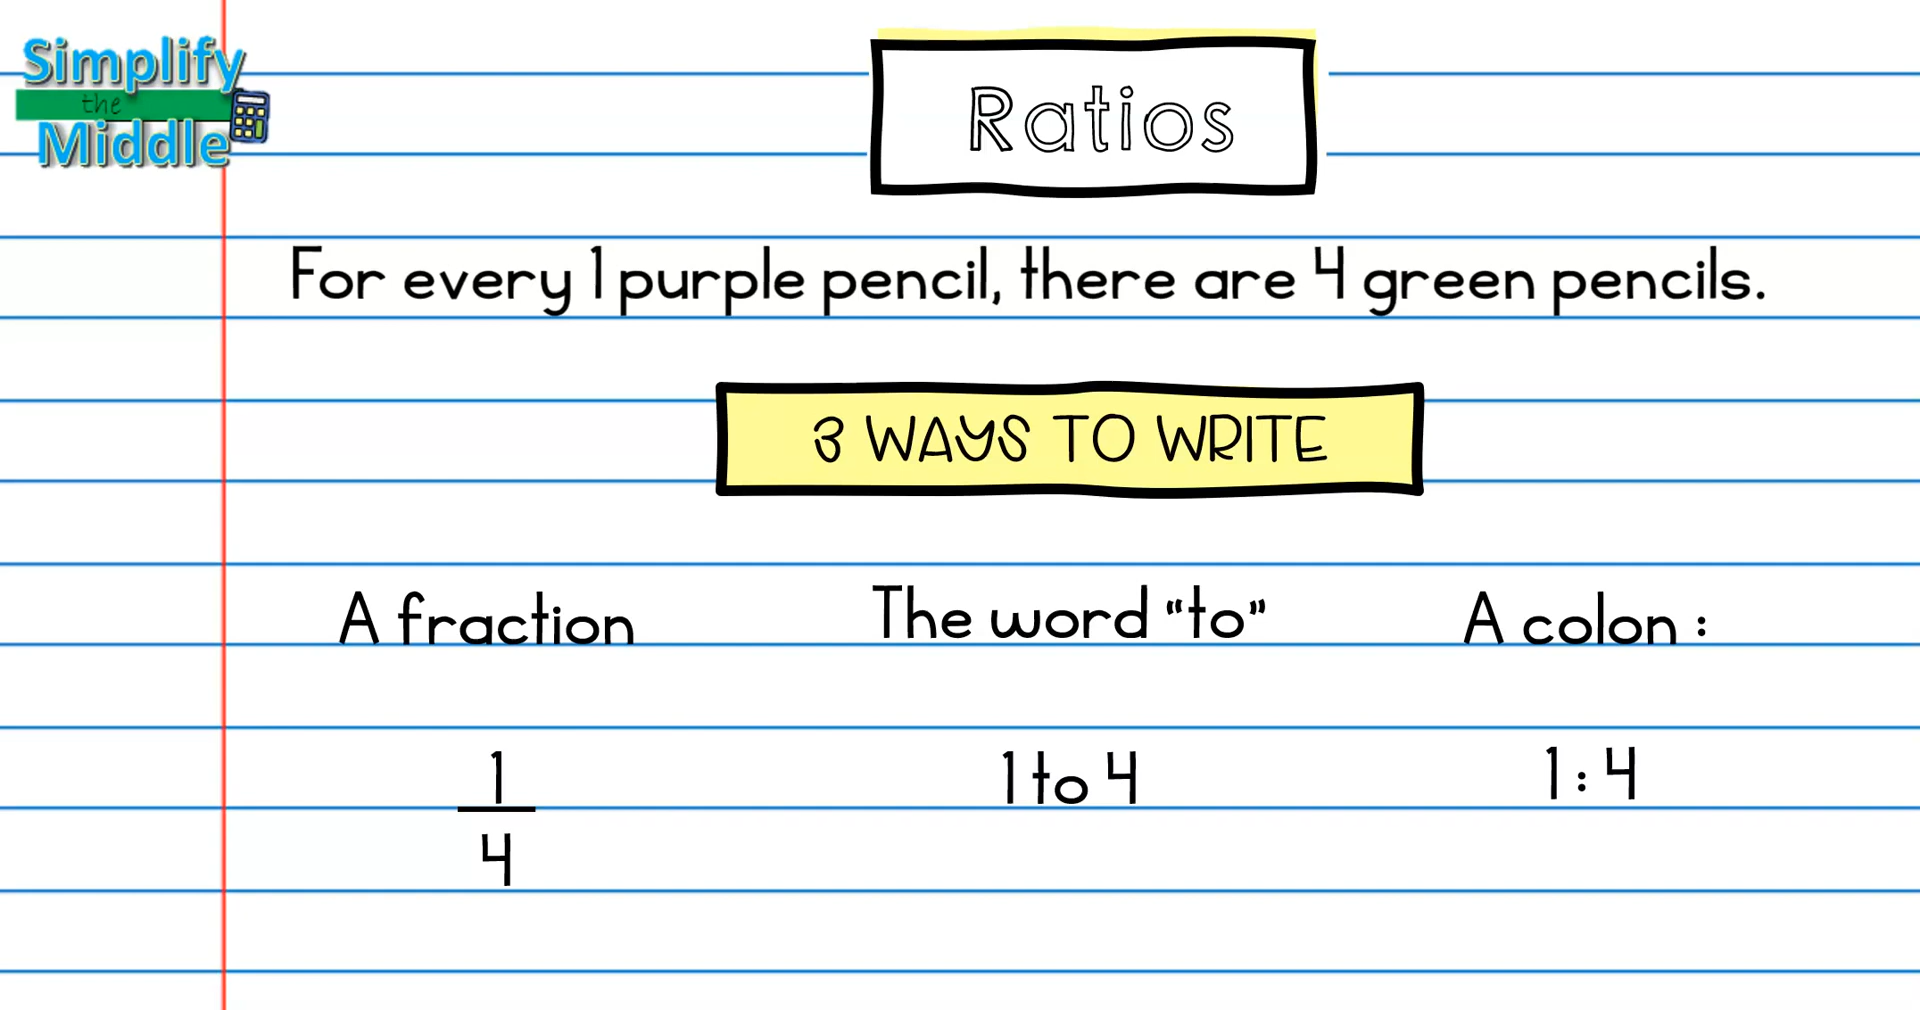 Simplify
the
Middle
Ratios
For every 1 purple pencil, there are 4 green pencils.
3 WAYS TO WRITE
A fraction
The word “to”
A colon :
1
4
1 to 4
1 : 4